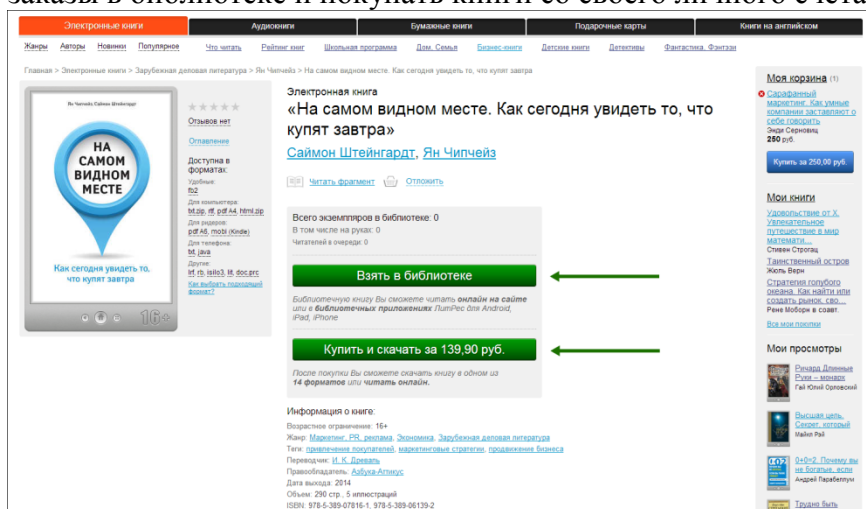 заказы в библиотеке и покупать книги со своего личного счета
Электронные книги Аудиокниги Бумажные книги Подарочные карты Книги на английском
Жанры Авторы Новинки Популярное Что читать Рейтинг книг Школьная программа Дом, Семья Бизнес-книги Детские книги Детективы Фантастика. Фэнтэзи
Главная > Электронные книги > Зарубежная деловая литература > Ян Чипчейз > На самом видном месте. Как сегодня увидеть то, что купят завтра
Ян Чипчейз, Саймон Штейнгардт
НА
САМОМ
ВИДНОМ
МЕСТЕ
Как сегодня увидеть то,
что купят завтра
16+
Отзывов нет
Оглавление
Доступна в
форматах:
Удобные:
fb2
Для компьютера:
txt.zip, rtf, pdf A4, html.zip
Для ридеров:
pdf A6, mobi (Kindle)
Для телефона:
txt, java
Другие:
lrf, rb, isilo3, lit, doc.prc
Как выбрать подходящий
формат?
Электронная книга
«На самом видном месте. Как сегодня увидеть то, что
купят завтра»
Саймон Штейнгардт, Ян Чипчейз
Читать фрагмент Отложить
Всего экземпляров в библиотеке: 0
В том числе на руках: 0
Читателей в очереди: 0
Взять в библиотеке
Библиотечную книгу Вы сможете читать онлайн на сайте
или в библиотечных приложениях ЛитРес для Android,
iPad, iPhone
Купить и скачать за 139,90 руб.
После покупки Вы сможете скачать книгу в одном из
14 форматов или читать онлайн.
Информация о книге:
Возрастное ограничение: 16+
Жанр: Маркетинг, PR, реклама, Экономика, Зарубежная деловая литература
Теги: привлечение покупателей, маркетинговые стратегии, продвижение бизнеса
Переводчик: И. К. Древаль
Правообладатель: Азбука-Аттикус
Дата выхода: 2014
Объем: 290 стр., 5 иллюстраций
ISBN: 978-5-389-07816-1, 978-5-389-06139-2
Моя корзина (1)
Сарафанный
маркетинг. Как умные
компании заставляют о
себе говорить
Энди Серновиц
250 руб.
Купить за 250,00 руб.
Мои книги
Удовольствие от X.
Увлекательное
путешествие в мир
математи...
Стивен Строгац
Таинственный остров
Жюль Верн
Стратегия голубого
океана. Как найти или
создать рынок, сво...
Рене Моборн в соавт.
Все мои покупки
Мои просмотры
Ричард Длинные
Руки – монарх
Гай Юлий Орловский
Высшая цель.
Секрет, который
Майкл Рой
0+0=2. Почему вы
не богатые, если
Андрей Парабеллум
Трудно быть